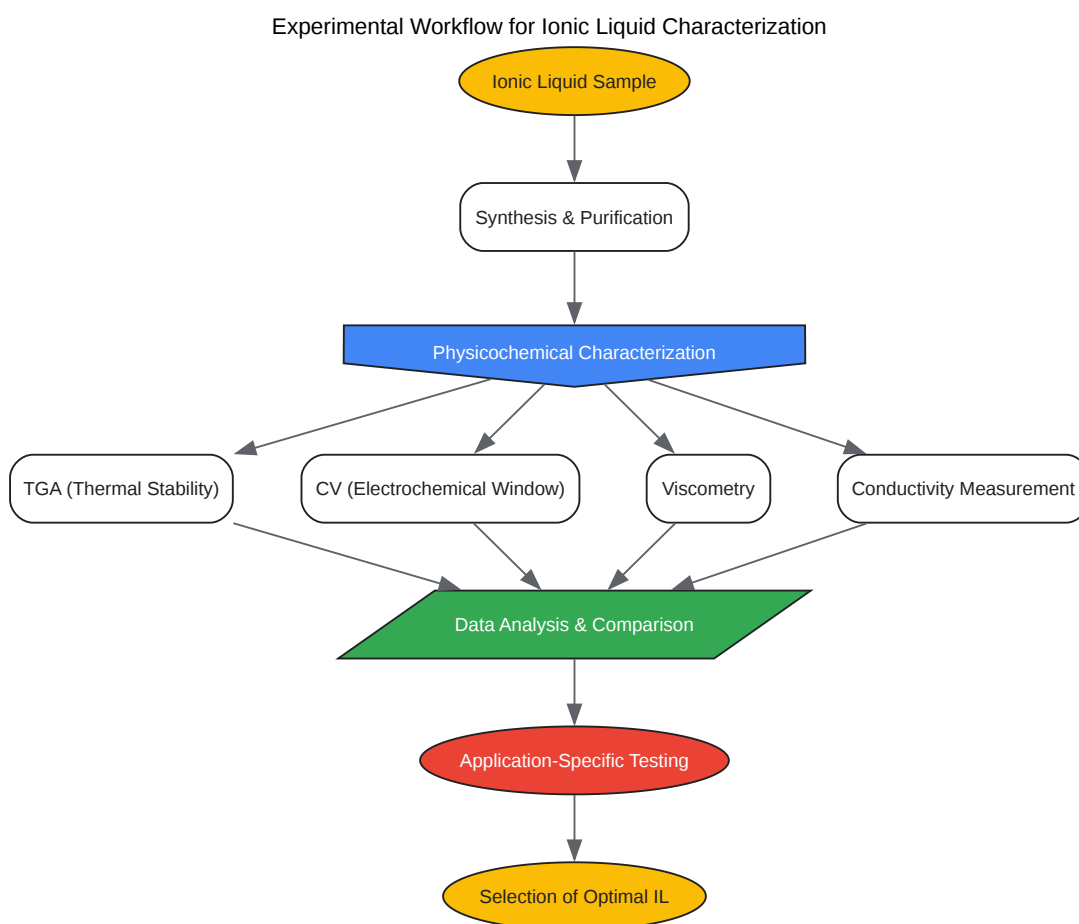 Experimental Workflow for Ionic Liquid Characterization
Ionic Liquid Sample
Synthesis & Purification
Physicochemical Characterization
TGA (Thermal Stability)
CV (Electrochemical Window)
Viscometry
Conductivity Measurement
Data Analysis & Comparison
Application-Specific Testing
Selection of Optimal IL